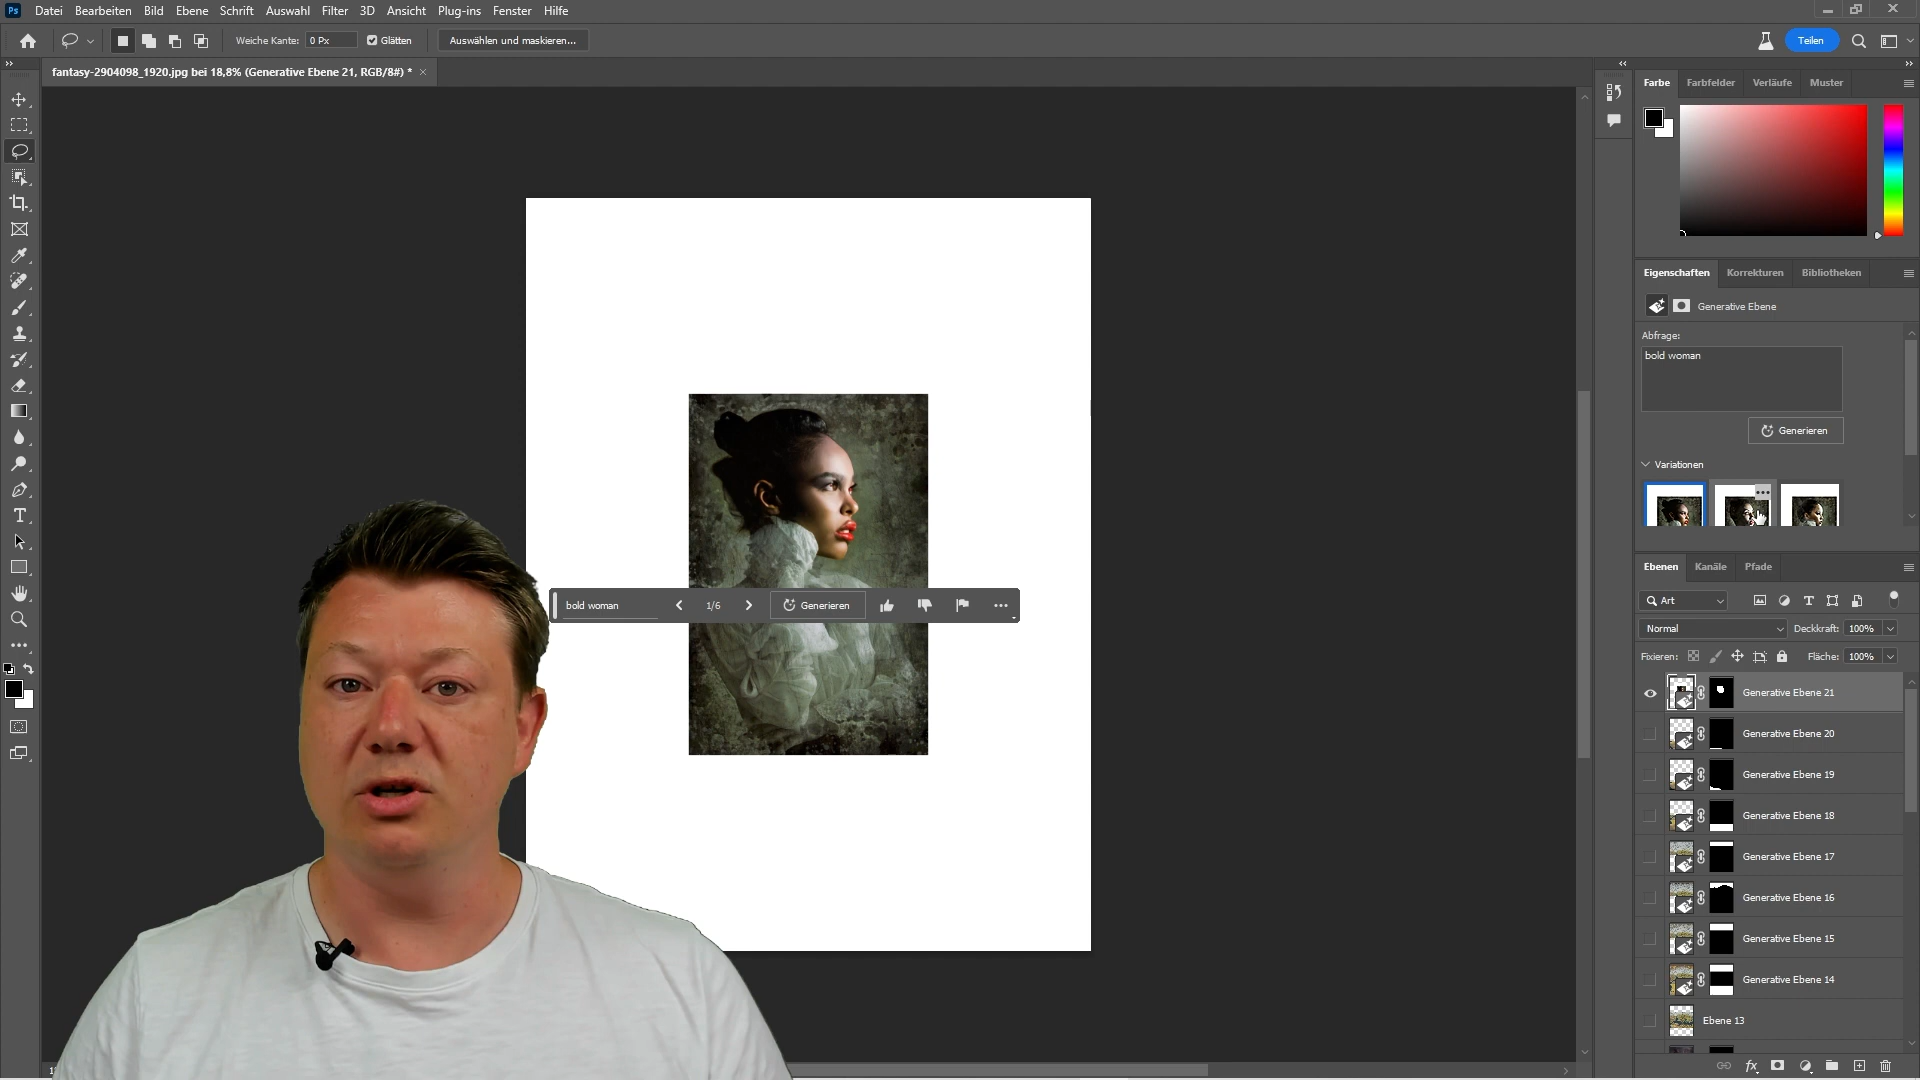 Ps Datei Bearbeiten Bild Ebene Schrift Auswahl Filter 3D Ansicht Plug-ins Fenster Hilfe
Weiche Kante: 0 Px Glätten Auswählen und maskieren... Teilen
fantasy-2904098_1920.jpg bei 18,8% (Generative Ebene 21, RGB/8#) *
Farbe Farbfelder Verläufe Muster
Eigenschaften Korrekturen Bibliotheken
Generative Ebene
Abfrage:
bold woman
Generieren
Variationen
bold woman 1/6 Generieren
Ebenen Kanäle Pfade
Art
Normal Deckkraft: 100%
Fixieren: Fläche: 100%
Generative Ebene 21
Generative Ebene 20
Generative Ebene 19
Generative Ebene 18
Generative Ebene 17
Generative Ebene 16
Generative Ebene 15
Generative Ebene 14
Ebene 13
fx